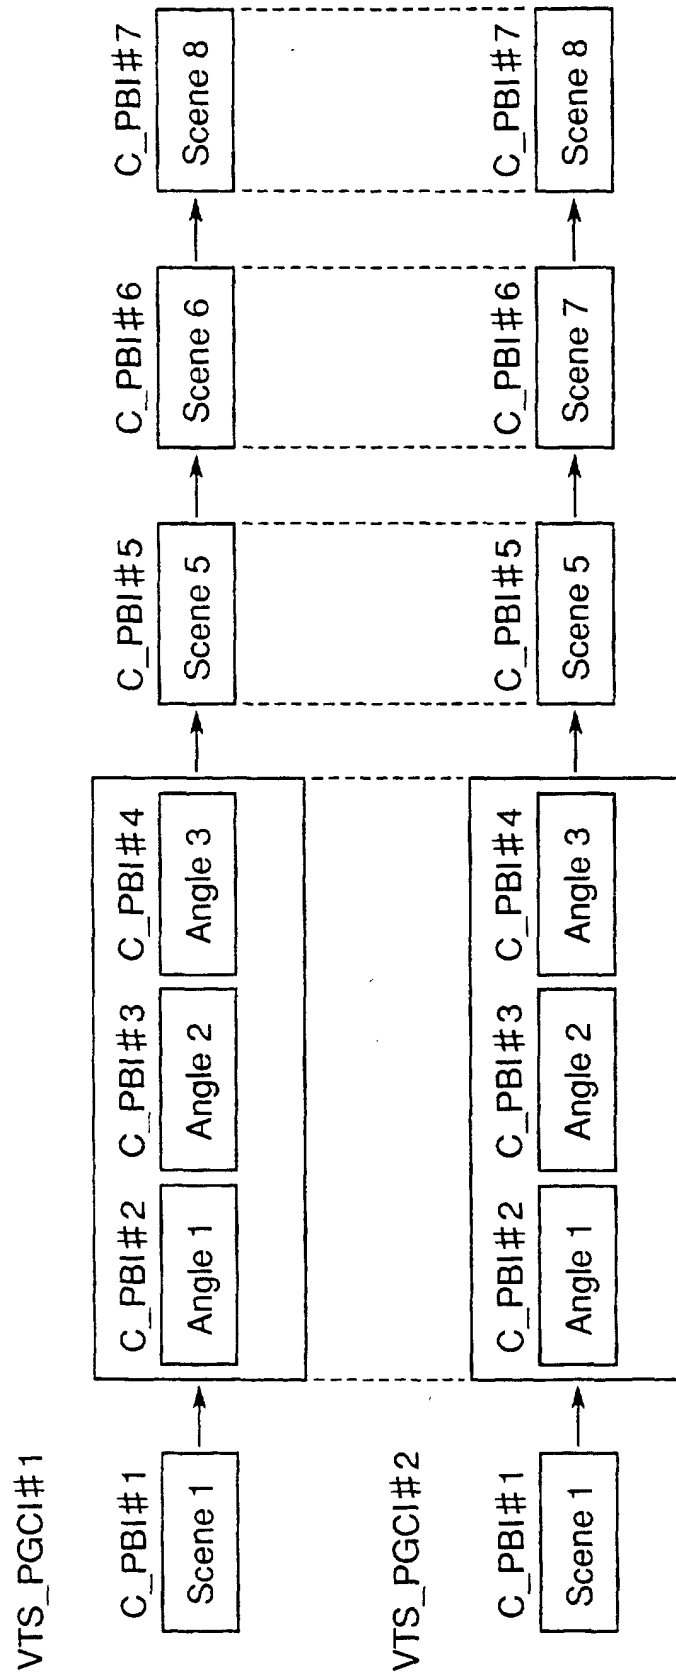 VTS_PGCI#1
C_PBI#1 C_PBI#2 C_PBI#3 C_PBI#4 C_PBI#5 C_PBI#6 C_PBI#7
Scene 1 Angle 1 Angle 2 Angle 3 Scene 5 Scene 6 Scene 8
VTS_PGCI#2
C_PBI#1 C_PBI#2 C_PBI#3 C_PBI#4 C_PBI#5 C_PBI#6 C_PBI#7
Scene 1 Angle 1 Angle 2 Angle 3 Scene 5 Scene 7 Scene 8